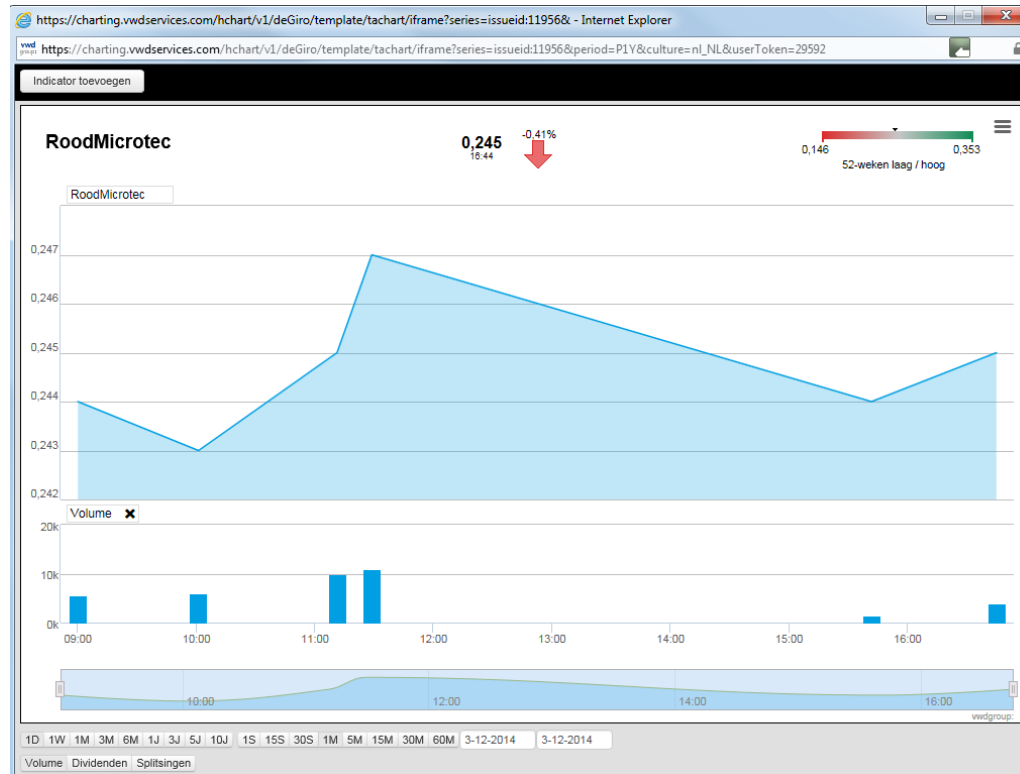 https://charting.vwdservices.com/hchart/v1/deGiro/template/tachart/iframe?series=issueid:11956& - Internet Explorer
vwd group https://charting.vwdservices.com/hchart/v1/deGiro/template/tachart/iframe?series=issueid:11956&period=P1Y&culture=nl_NL&userToken=29592
Indicator toevoegen
RoodMicrotec
0,245
16:44
-0,41%
0,146 0,353
52-weken laag / hoog
RoodMicrotec
0,247
0,246
0,245
0,244
0,243
0,242
Volume ✖
20k
10k
0k
09:00 10:00 11:00 12:00 13:00 14:00 15:00 16:00
10:00 12:00 14:00 16:00
vwdgroup:
1D 1W 1M 3M 6M 1J 3J 5J 10J 1S 15S 30S 1M 5M 15M 30M 60M 3-12-2014 3-12-2014
Volume Dividenden Splitsingen